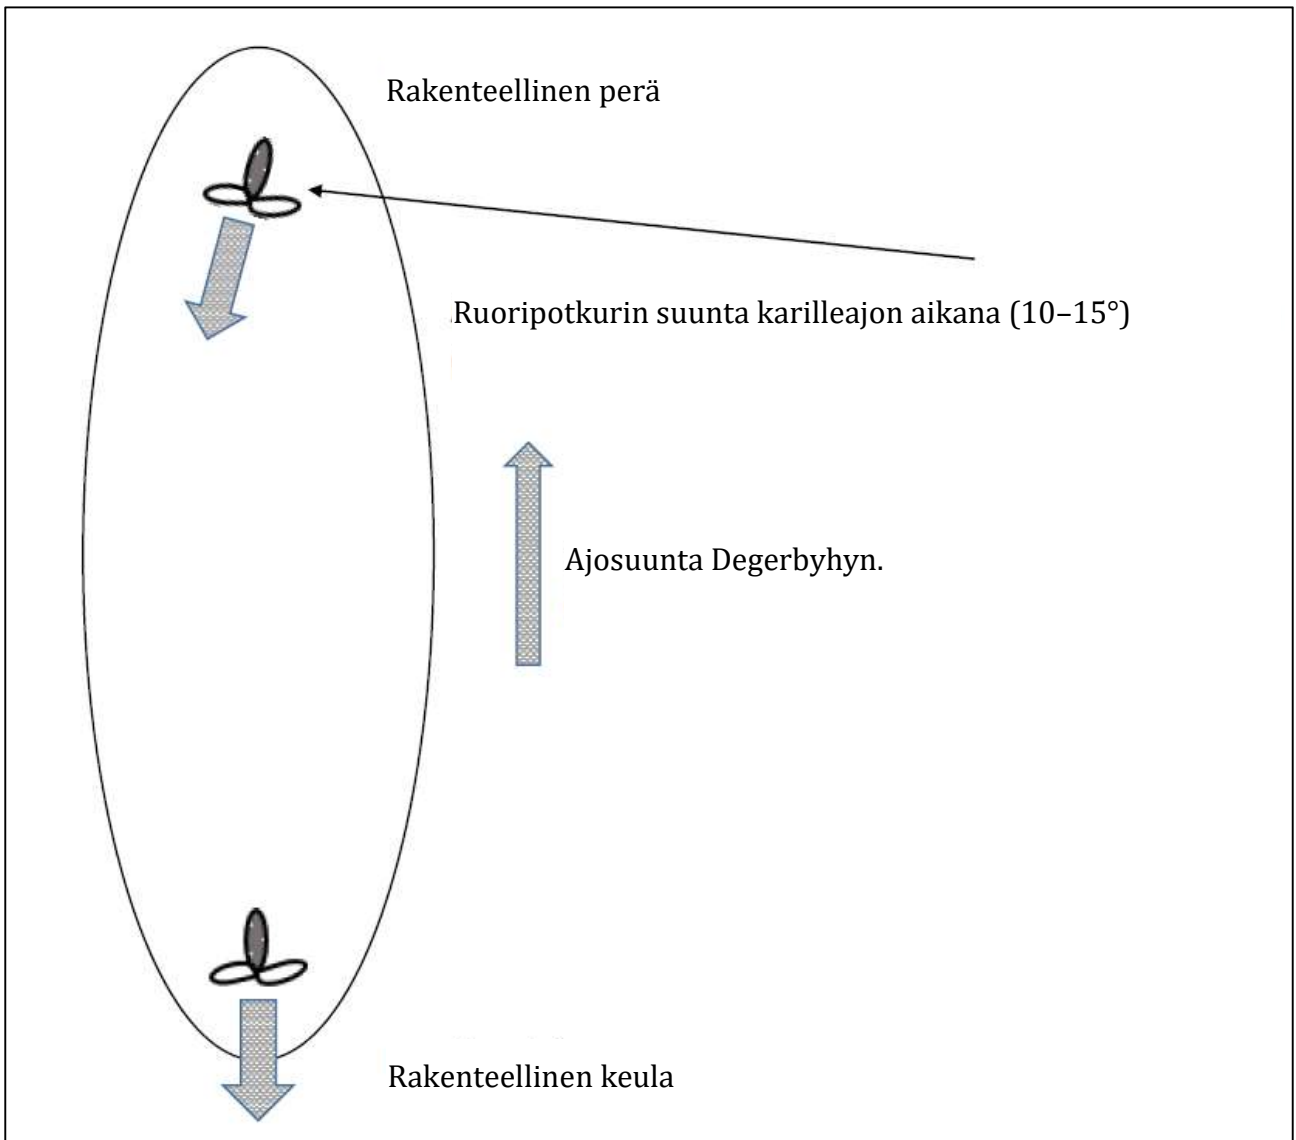 Rakenteellinen perä
Ruoripotkurin suunta karilleajon aikana (10–15°)
Ajosuunta Degerbyhyn.
Rakenteellinen keula